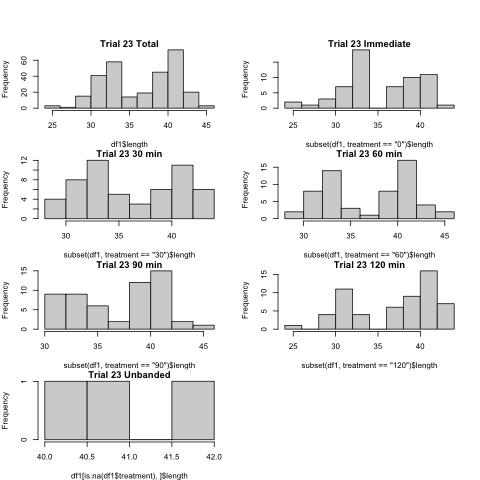 Trial 23 Total
Frequency
0 20 40 60
25 30 35 40 45
df1$length
Trial 23 Immediate
Frequency
0 5 15
25 30 35 40
subset(df1, treatment == "0")$length
Trial 23 30 min
Frequency
0 4 8 12
30 35 40
subset(df1, treatment == "30")$length
Trial 23 60 min
Frequency
0 5 10 15
30 35 40 45
subset(df1, treatment == "60")$length
Trial 23 90 min
Frequency
0 5 10 15
30 35 40 45
subset(df1, treatment == "90")$length
Trial 23 120 min
Frequency
0 5 10 15
25 30 35 40
subset(df1, treatment == "120")$length
Trial 23 Unbanded
Frequency
0 1
40.0 40.5 41.0 41.5 42.0
df1[is.na(df1$treatment), ]$length